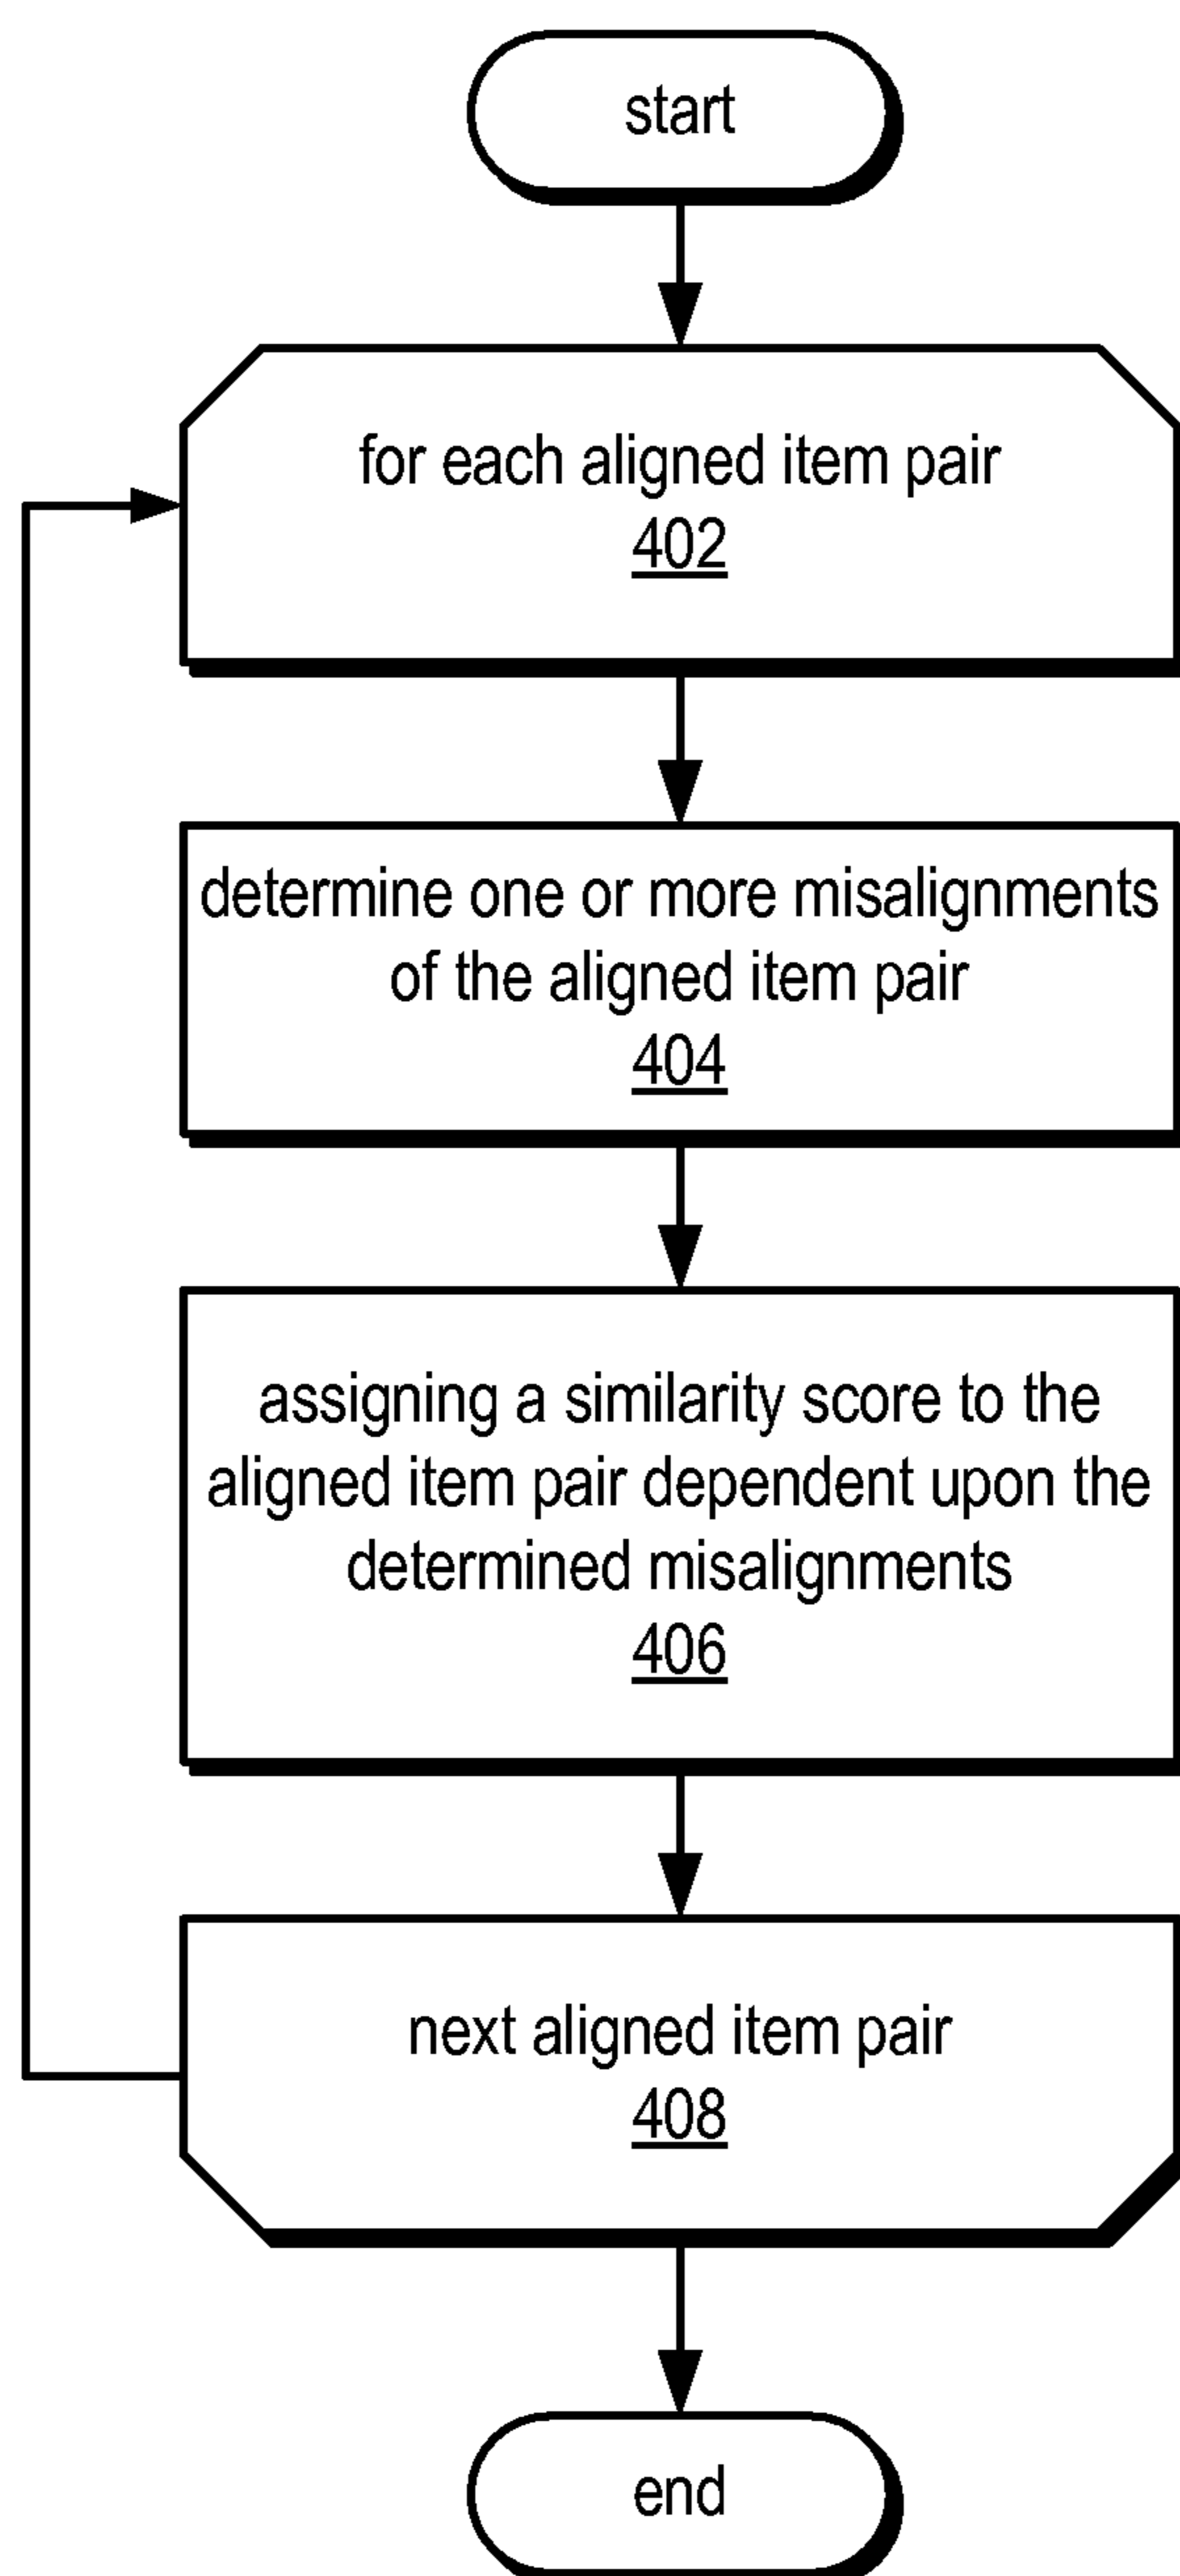 start
for each aligned item pair
402
determine one or more misalignments
of the aligned item pair
404
assigning a similarity score to the
aligned item pair dependent upon the
determined misalignments
406
next aligned item pair
408
end